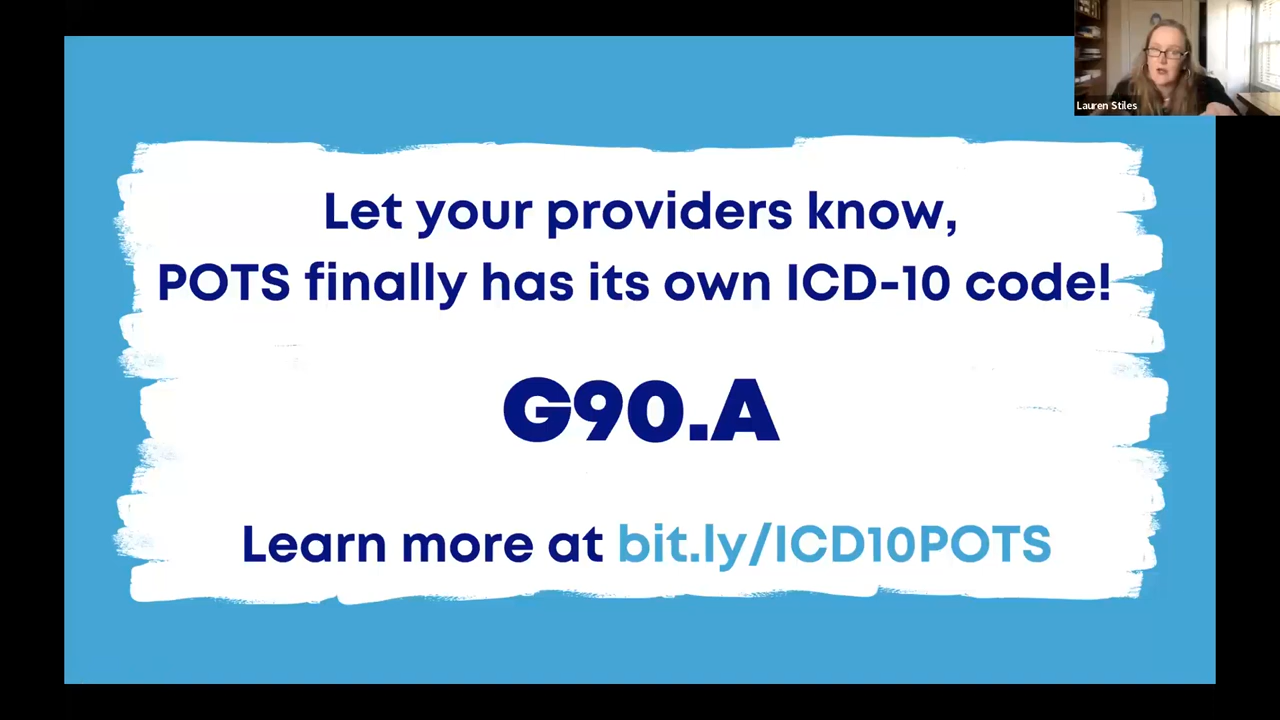 Lauren Stiles
Let your providers know,
POTS finally has its own ICD-10 code!
G90.A
Learn more at bit.ly/ICD10POTS